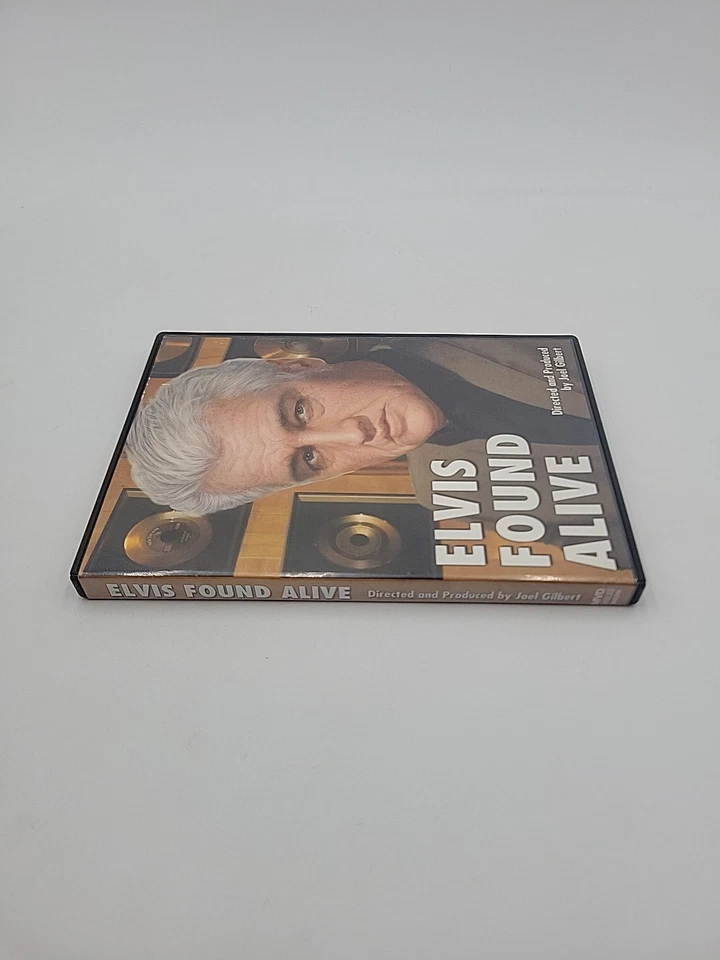 ELVIS
FOUND
ALIVE
Directed and Produced
by Joel Gilbert
ELVIS FOUND ALIVE Directed and Produced by Joel Gilbert